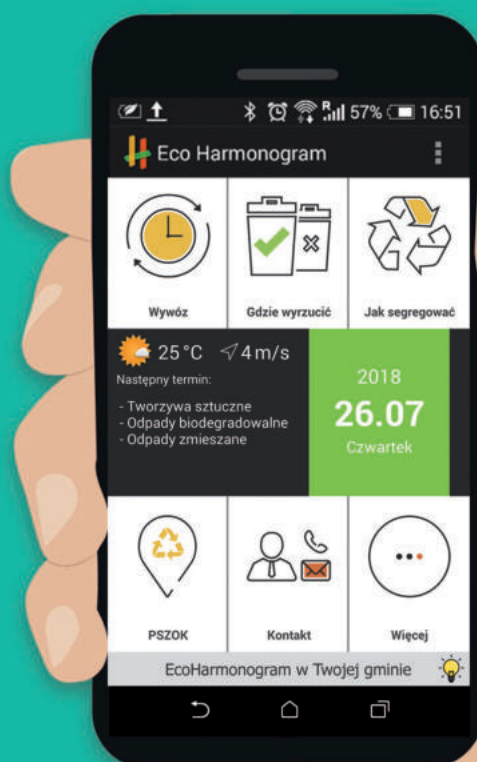 R 57% 16:51
Eco Harmonogram
Wywóz
Gdzie wyrzucić
Jak segregować
25°C 4m/s
Następny termin:
- Tworzywa sztuczne
- Odpady biodegradowalne
- Odpady zmieszane
2018
26.07
Czwartek
PSZOK
Kontakt
Więcej
EcoHarmonogram w Twojej gminie